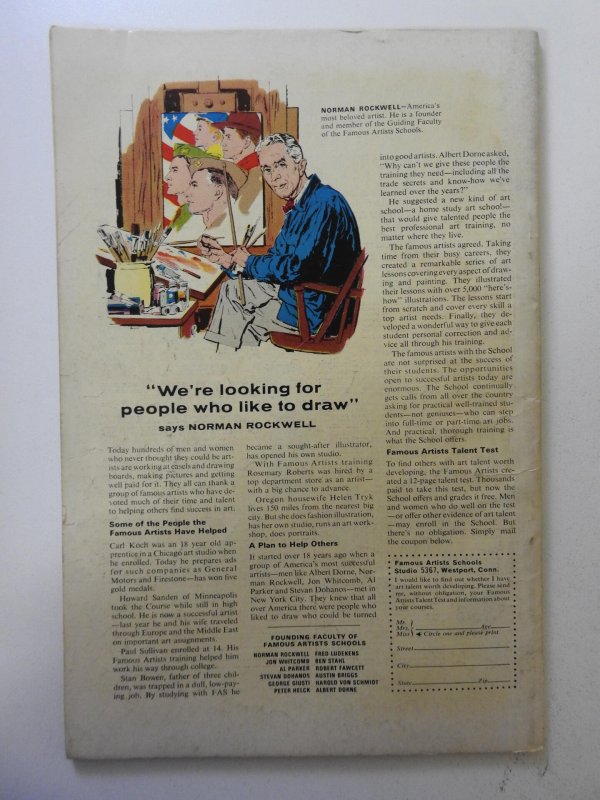 NORMAN ROCKWELL—America's
most beloved artist. He is a founder
and member of the Guiding Faculty
of the Famous Artists Schools.
"We're looking for
people who like to draw"
says NORMAN ROCKWELL
Today hundreds of men and women
who never thought they could be art-
ists are working at easels and drawing
boards, making pictures and getting
well paid for it. They all can thank a
group of famous artists who have de-
voted much of their time and talent
to helping others find success in art.
Some of the People the
Famous Artists Have Helped
Carl Koch was an 18 year old ap-
prentice in a Chicago art studio when
he enrolled. Today he prepares ads
for such companies as General
Motors and Firestone—has won five
gold medals.
Howard Sanden of Minneapolis
took the Course while still in high
school. He is now a successful artist
—last year he and his wife traveled
through Europe and the Middle East
on important art assignments.
Paul Sullivan enrolled at 14. His
Famous Artists training helped him
work his way through college.
Stan Bowen, father of three chil-
dren, was trapped in a dull, low-pay-
ing job. By studying with FAS he
became a sought-after illustrator,
has opened his own studio.
With Famous Artists training
Rosemary Roberts was hired by a
top department store as an artist—
with a big chance to advance.
Oregon housewife Helen Tryk
lives 150 miles from the nearest big
city. But she does fashion illustration,
has her own studio, runs an art work-
shop, does portraits.
A Plan to Help Others
It started over 18 years ago when a
group of America's most successful
artists—men like Albert Dorne, Nor-
man Rockwell, Jon Whitcomb, Al
Parker and Stevan Dohanos—met in
New York City. They knew that all
over America there were people who
liked to draw who could be turned
FOUNDING FACULTY OF
FAMOUS ARTISTS SCHOOLS
NORMAN ROCKWELL FRED LUDEKENS
JON WHITCOMB BEN STAHL
AL PARKER ROBERT FAWCETT
STEVAN DOHANOS AUSTIN BRIGGS
GEORGE GIUSTI HAROLD VON SCHMIDT
PETER HELCK ALBERT DORNE
into good artists. Albert Dorne asked,
"Why can't we give these people the
training they need—including all the
trade secrets and know-how we've
learned over the years?"
He suggested a new kind of art
school—a home study art school—
that would give talented people the
best professional art training, no
matter where they live.
The famous artists agreed. Taking
time from their busy careers, they
created a remarkable series of art
lessons covering every aspect of draw-
ing and painting. They illustrated
their lessons with over 5,000 "here's-
how" illustrations. The lessons start
from scratch and cover every skill a
top artist needs. Finally, they de-
veloped a wonderful way to give each
student personal correction and ad-
vice all through his training.
The famous artists with the School
are not surprised at the success of
their students. The opportunities
open to successful artists today are
enormous. The School continually
gets calls from all over the country
asking for practical well-trained stu-
dents—not geniuses—who can step
into full-time or part-time art jobs.
And practical, thorough training is
what the School offers.
Famous Artists Talent Test
To find others with art talent worth
developing, the Famous Artists cre-
ated a 12-page talent test. Thousands
paid to take this test, but now the
School offers and grades it free. Men
and women who do well on the test
—or offer other evidence of art talent
—may enroll in the School. But
there's no obligation. Simply mail
the coupon below.
Famous Artists Schools
Studio 5367, Westport, Conn.
I would like to find out whether I have
art talent worth developing. Please send
me, without obligation, your Famous
Artists Talent Test and information about
your courses.
Mr.
Mrs. Age
Miss Circle one and please print
Street
City
State Zip